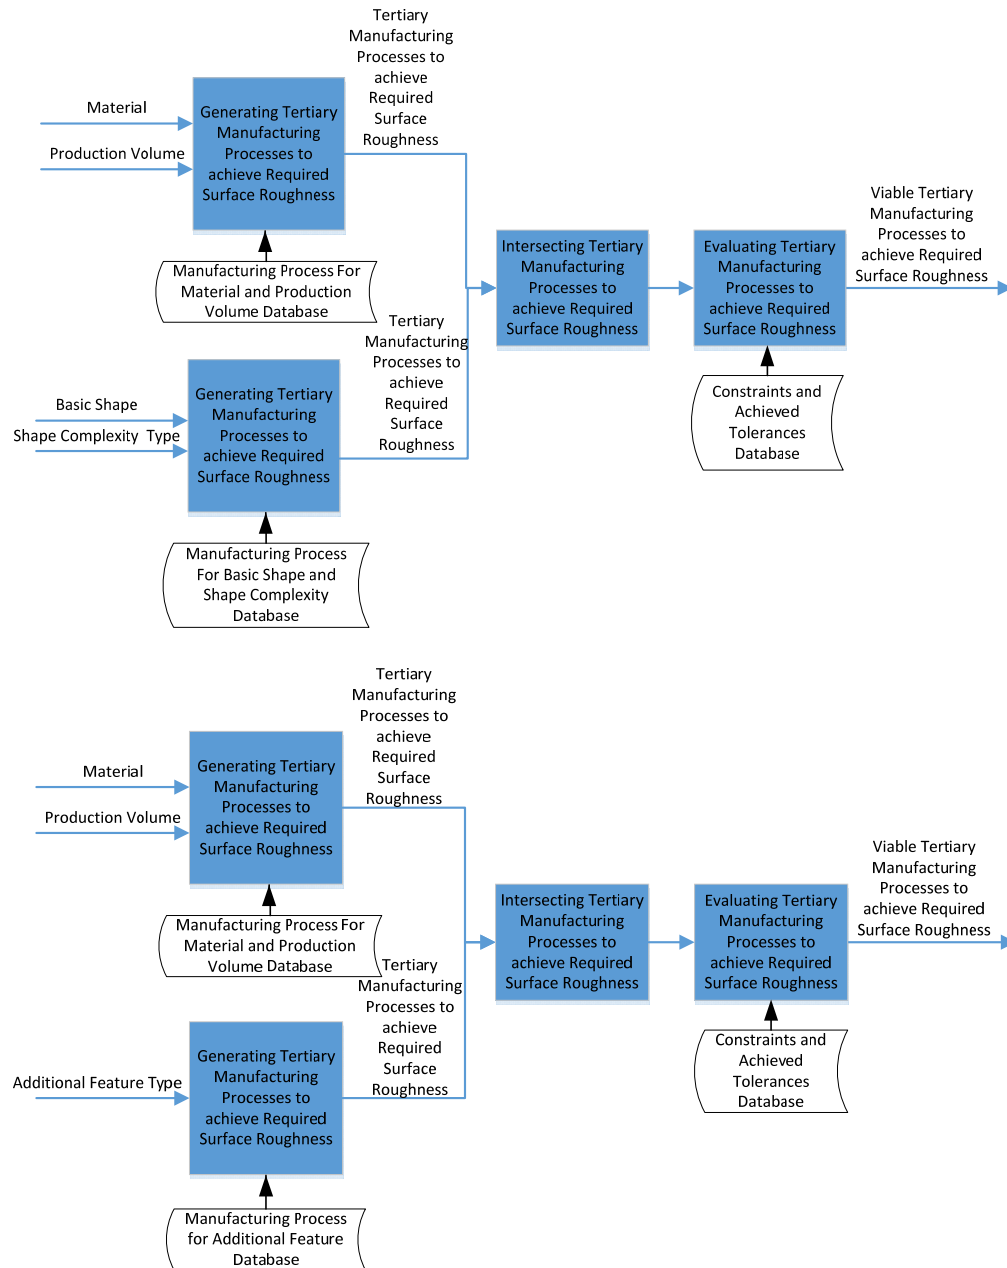 Tertiary
Manufacturing
Processes to
achieve
Required
Surface
Roughness
Material
Production Volume
Generating Tertiary
Manufacturing
Processes to
achieve Required
Surface Roughness
Manufacturing Process For
Material and Production
Volume Database
Intersecting Tertiary
Manufacturing
Processes to
achieve Required
Surface Roughness
Evaluating Tertiary
Manufacturing
Processes to
achieve Required
Surface Roughness
Viable Tertiary
Manufacturing
Processes to
achieve Required
Surface Roughness
Tertiary
Manufacturing
Processes to
achieve
Required
Surface
Roughness
Basic Shape
Shape Complexity Type
Generating Tertiary
Manufacturing
Processes to
achieve Required
Surface Roughness
Constraints and
Achieved
Tolerances
Database
Manufacturing Process
For Basic Shape and
Shape Complexity
Database
Tertiary
Manufacturing
Processes to
achieve
Required
Surface
Roughness
Material
Production Volume
Generating Tertiary
Manufacturing
Processes to
achieve Required
Surface Roughness
Manufacturing Process For
Material and Production
Volume Database
Intersecting Tertiary
Manufacturing
Processes to
achieve Required
Surface Roughness
Evaluating Tertiary
Manufacturing
Processes to
achieve Required
Surface Roughness
Viable Tertiary
Manufacturing
Processes to
achieve Required
Surface Roughness
Tertiary
Manufacturing
Processes to
achieve
Required
Surface
Roughness
Additional Feature Type
Generating Tertiary
Manufacturing
Processes to
achieve Required
Surface Roughness
Constraints and
Achieved
Tolerances
Database
Manufacturing Process
for Additional Feature
Database